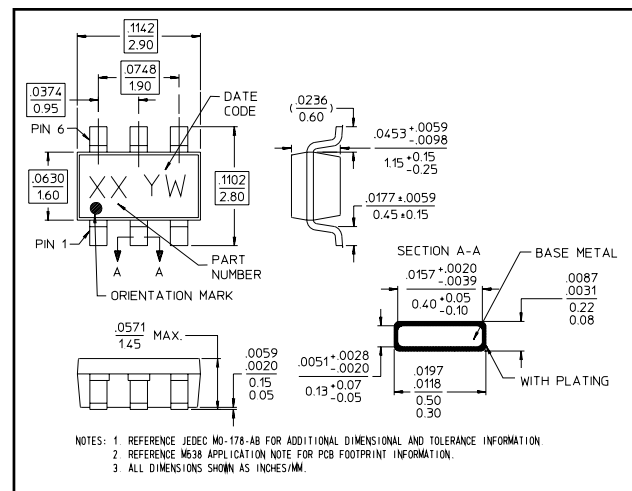 .1142
2.90
.0748
1.90
.0374
0.95
DATE
CODE
PIN 6
.0630
1.60
XX YW
.1102
2.80
PIN 1
A A
PART
NUMBER
ORIENTATION MARK
(.0236
0.60)
.0453 +.0059
-.0098
1.15 +0.15
-0.25
.0177 ±.0059
0.45 ±0.15
SECTION A-A
BASE METAL
.0157 +.0020
-.0039
0.40 +0.05
-0.10
.0087
.0031
0.22
0.08
.0051 +.0028
-.0020
0.13 +0.07
-0.05
.0197
.0118
0.50
0.30
WITH PLATING
.0571
1.45
MAX.
.0059
.0020
0.15
0.05
NOTES: 1. REFERENCE JEDEC MO-178-AB FOR ADDITIONAL DIMENSIONAL AND TOLERANCE INFORMATION.
2. REFERENCE M538 APPLICATION NOTE FOR PCB FOOTPRINT INFORMATION.
3. ALL DIMENSIONS SHOWN AS INCHES/MM.